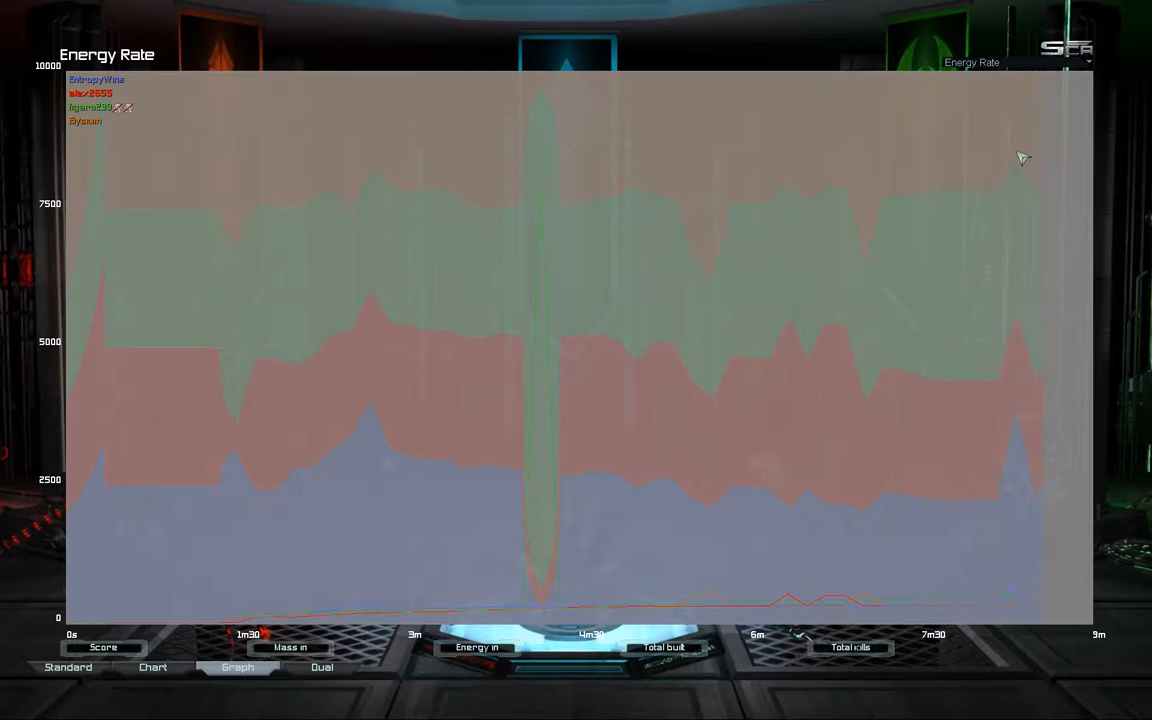 Energy Rate
10000
Energy Rate
EntropyWins
alex2655
figaro299
Elysium
7500
5000
2500
0
0s 1m30 3m 4m30 6m 7m30 9m
Score Mass in Energy in Total built Total kills
Standard Chart Graph Dual